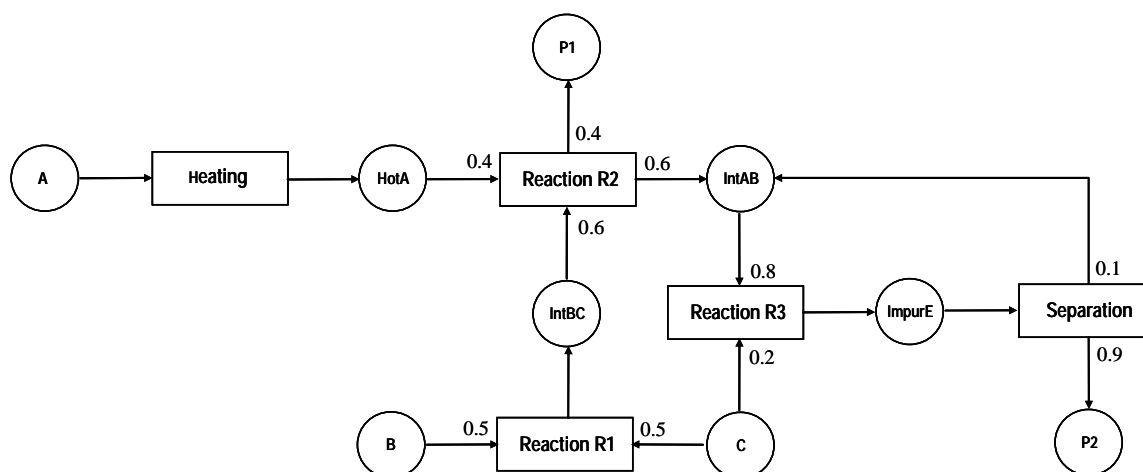 P1
0.4
A
Heating
HotA
0.4
Reaction R2
0.6
IntAB
0.6
0.8
0.1
IntBC
Reaction R3
ImpurE
Separation
0.2
0.9
B
0.5
Reaction R1
0.5
C
P2